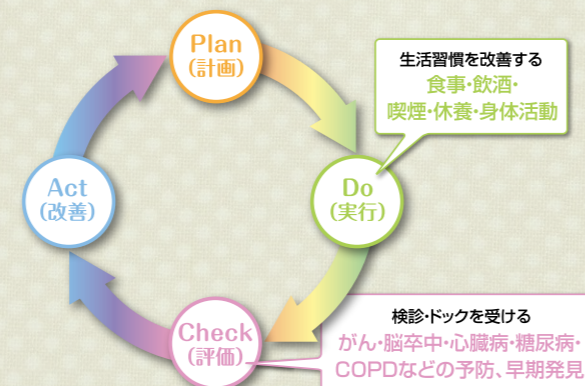 Plan
(計画)
生活習慣を改善する
食事・飲酒・
喫煙・休養・身体活動
Act
(改善)
Do
(実行)
Check
(評価)
検診・ドックを受ける
がん・脳卒中・心臓病・糖尿病・
COPDなどの予防、早期発見